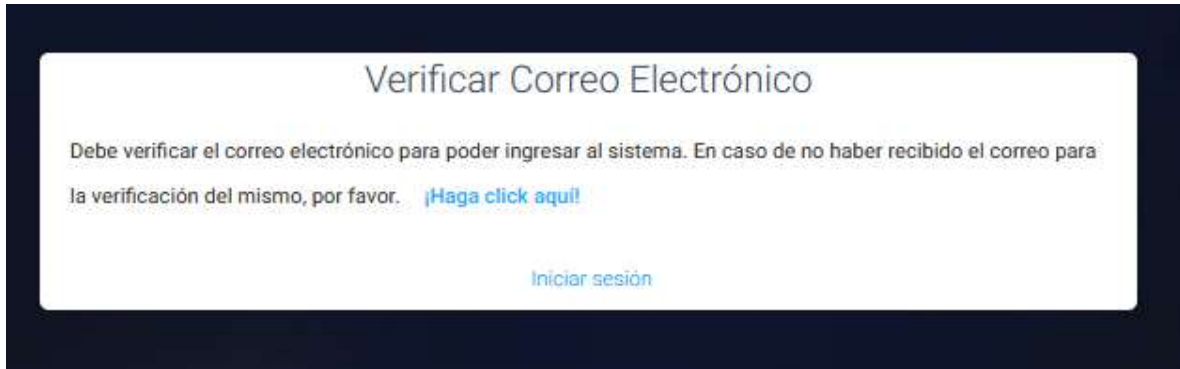 Verificar Correo Electrónico
Debe verificar el correo electrónico para poder ingresar al sistema. En caso de no haber recibido el correo para
la verificación del mismo, por favor. ¡Haga click aquí!
Iniciar sesión